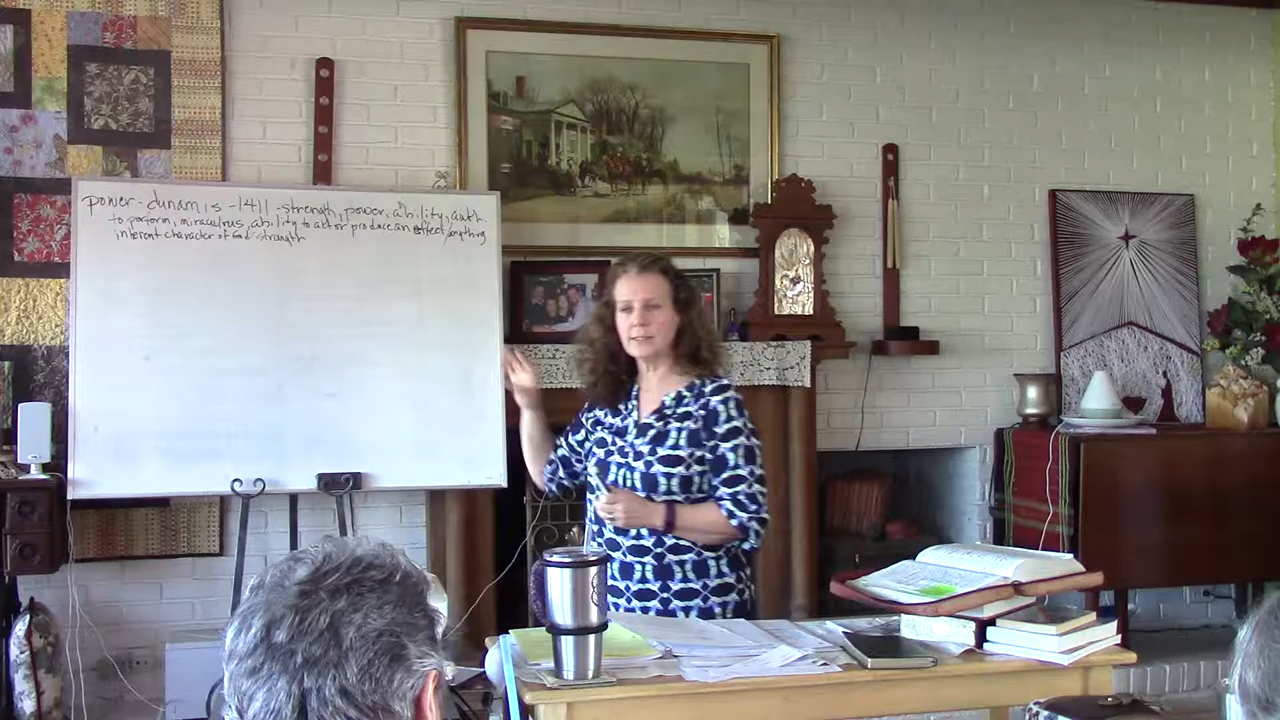 power - dunamis - 1411 - strength, power, ability, auth.
to perform, miraculous, ability to act or produce an effect/anything
interent character of God's strength